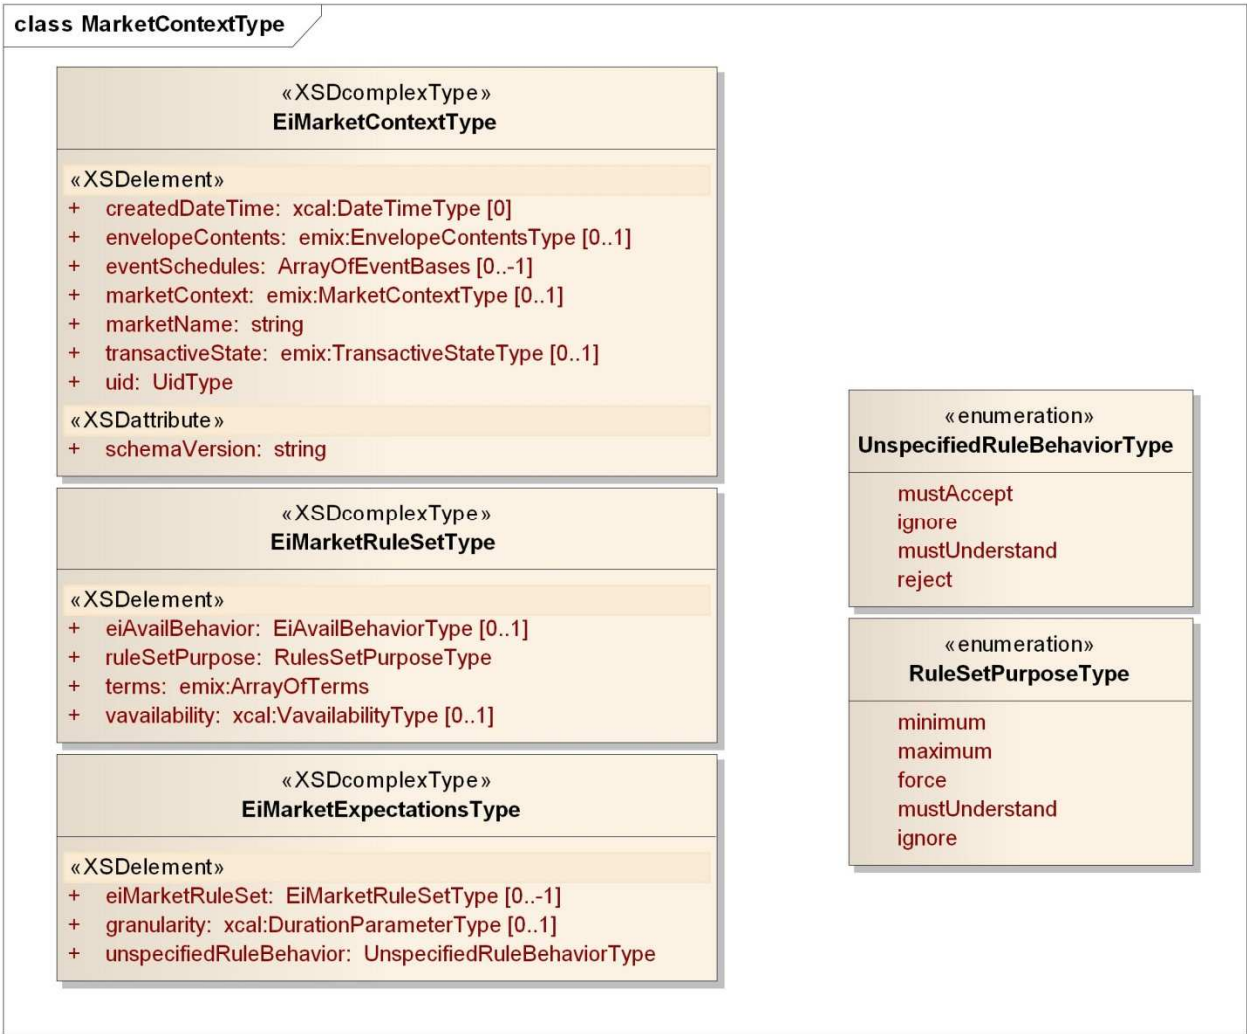 class MarketContextType
«XSDcomplexType»
EiMarketContextType
«XSDelement»
+ createdDateTime: xcal:DateTimeType [0]
+ envelopeContents: emix:EnvelopeContentsType [0..1]
+ eventSchedules: ArrayOfEventBases [0..-1]
+ marketContext: emix:MarketContextType [0..1]
+ marketName: string
+ transactiveState: emix:TransactiveStateType [0..1]
+ uid: UidType
«XSDattribute»
+ schemaVersion: string
«XSDcomplexType»
EiMarketRuleSetType
«XSDelement»
+ eiAvailBehavior: EiAvailBehaviorType [0..1]
+ ruleSetPurpose: RulesSetPurposeType
+ terms: emix:ArrayOfTerms
+ vavailability: xcal:VavailabilityType [0..1]
«XSDcomplexType»
EiMarketExpectationsType
«XSDelement»
+ eiMarketRuleSet: EiMarketRuleSetType [0..-1]
+ granularity: xcal:DurationParameterType [0..1]
+ unspecifiedRuleBehavior: UnspecifiedRuleBehaviorType
«enumeration»
UnspecifiedRuleBehaviorType
mustAccept
ignore
mustUnderstand
reject
«enumeration»
RuleSetPurposeType
minimum
maximum
force
mustUnderstand
ignore